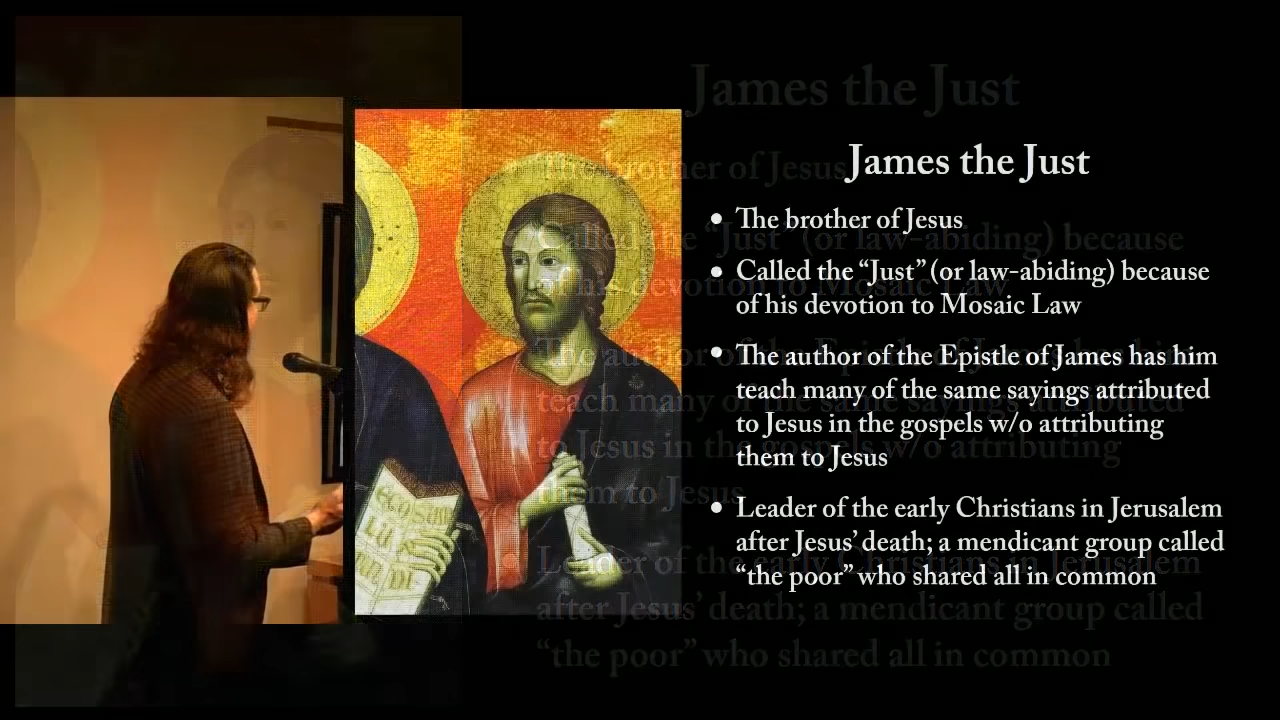 James the Just
• The brother of Jesus
• Called the “Just” (or law-abiding) because
of his devotion to Mosaic Law
• The author of the Epistle of James has him
teach many of the same sayings attributed
to Jesus in the gospels w/o attributing
them to Jesus
• Leader of the early Christians in Jerusalem
after Jesus’ death; a mendicant group called
“the poor” who shared all in common